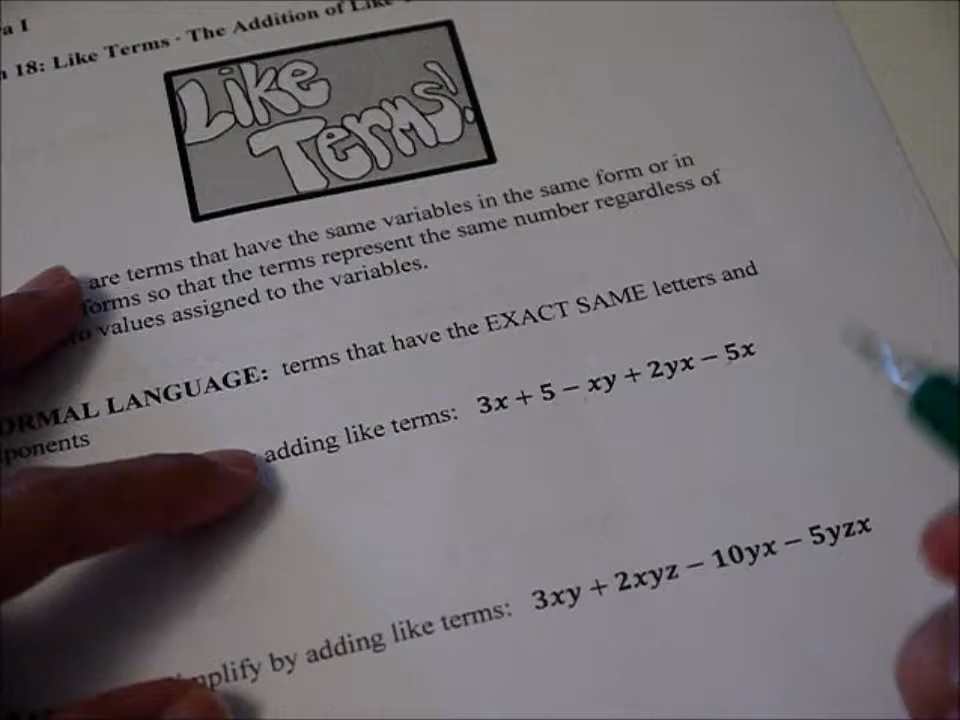 a I
18: Like Terms - The Addition of Like
Like
Terms!
are terms that have the same variables in the same form or in
forms so that the terms represent the same number regardless of
values assigned to the variables.
ORMAL LANGUAGE: terms that have the EXACT SAME letters and
ponents
adding like terms: 3x + 5 − xy + 2yx − 5x
mplify by adding like terms: 3xy + 2xyz − 10yx − 5yzx